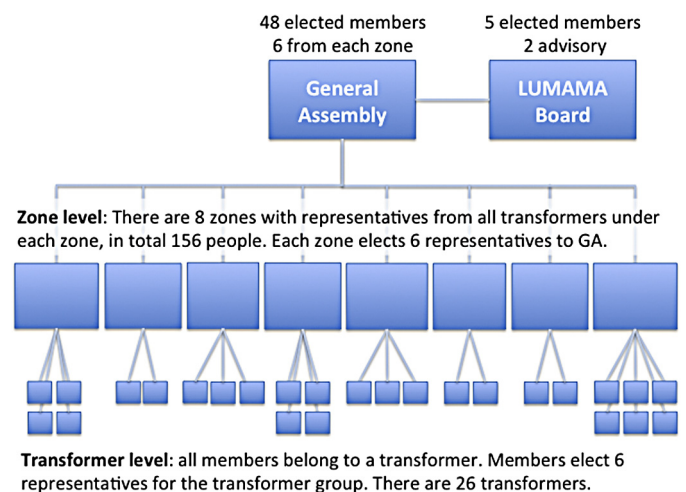 48 elected members
6 from each zone
5 elected members
2 advisory
General
Assembly
LUMAMA
Board
Zone level: There are 8 zones with representatives from all transformers under
each zone, in total 156 people. Each zone elects 6 representatives to GA.
Transformer level: all members belong to a transformer. Members elect 6
representatives for the transformer group. There are 26 transformers.